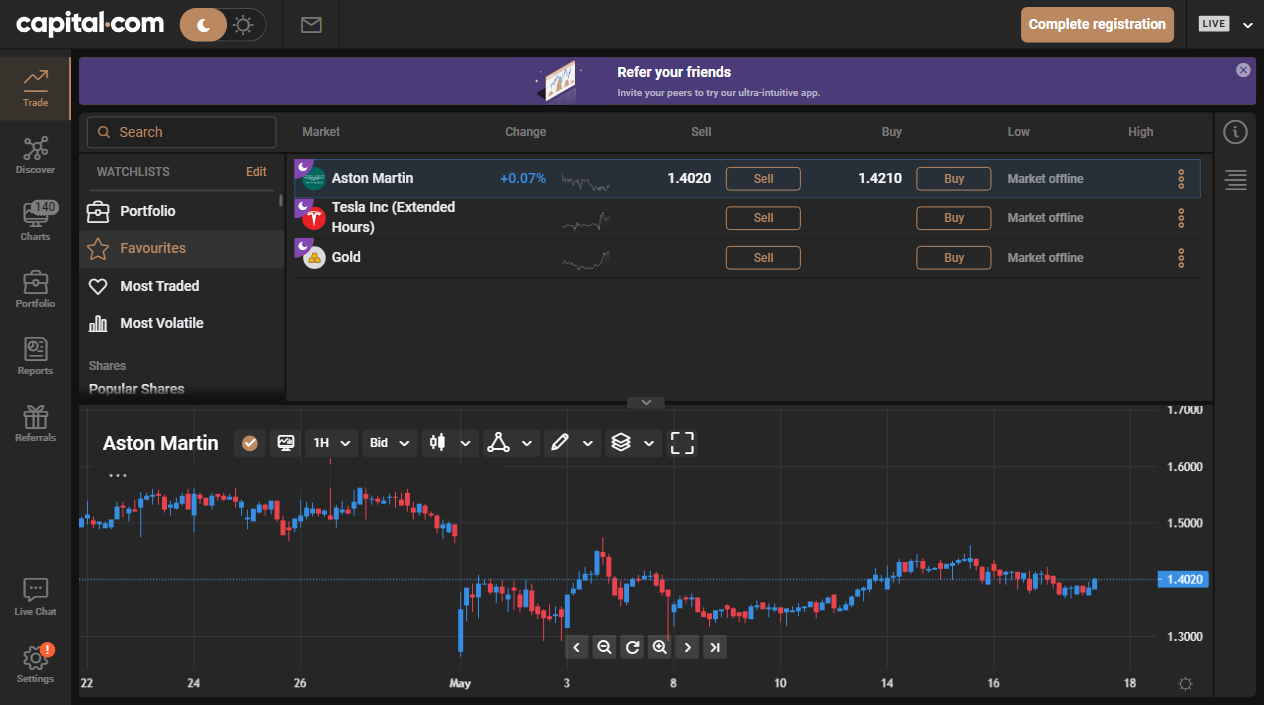 capital.com
Complete registration
LIVE
Refer your friends
Invite your peers to try our ultra-intuitive app.
Trade
Discover
140
Charts
Portfolio
Reports
Referrals
Live Chat
!
Settings
Search
WATCHLISTS Edit
Portfolio
Favourites
Most Traded
Most Volatile
Shares
Popular Shares
Market Change Sell Buy Low High
Aston Martin +0.07% 1.4020 Sell 1.4210 Buy Market offline
Tesla Inc (Extended
Hours) Sell Buy Market offline
Gold Sell Buy Market offline
Aston Martin 1H Bid
1.7000
1.6000
1.5000
1.4020
1.3000
22 24 26 May 3 8 10 14 16 18